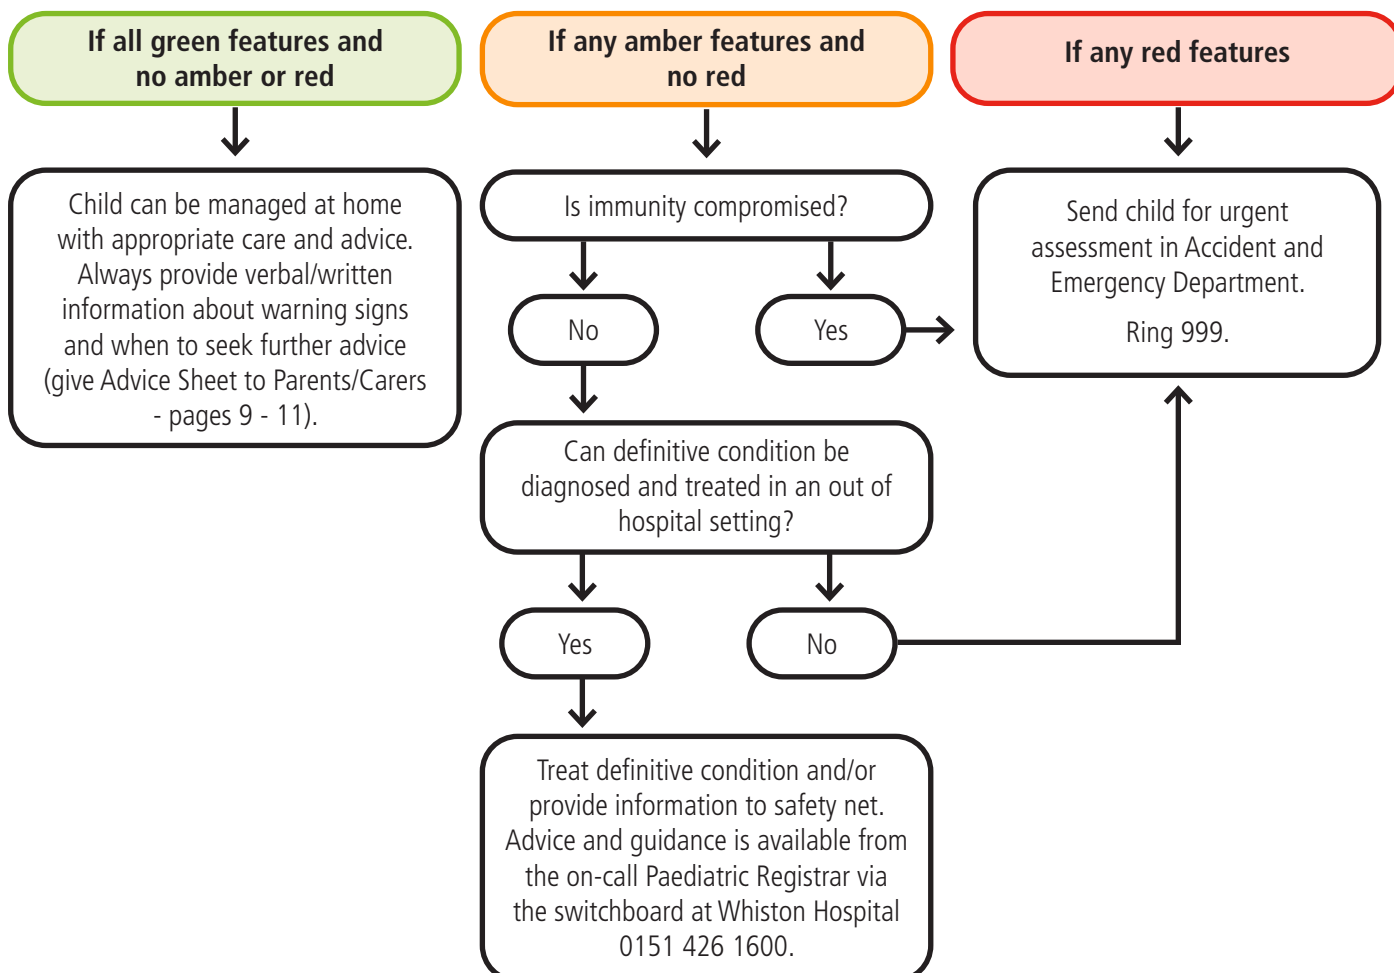 If all green features and
no amber or red
If any amber features and
no red
If any red features
Child can be managed at home
with appropriate care and advice.
Always provide verbal/written
information about warning signs
and when to seek further advice
(give Advice Sheet to Parents/Carers
- pages 9 - 11).
Is immunity compromised?
No
Yes
Send child for urgent
assessment in Accident and
Emergency Department.
Ring 999.
Can definitive condition be
diagnosed and treated in an out of
hospital setting?
Yes
No
Treat definitive condition and/or
provide information to safety net.
Advice and guidance is available from
the on-call Paediatric Registrar via
the switchboard at Whiston Hospital
0151 426 1600.